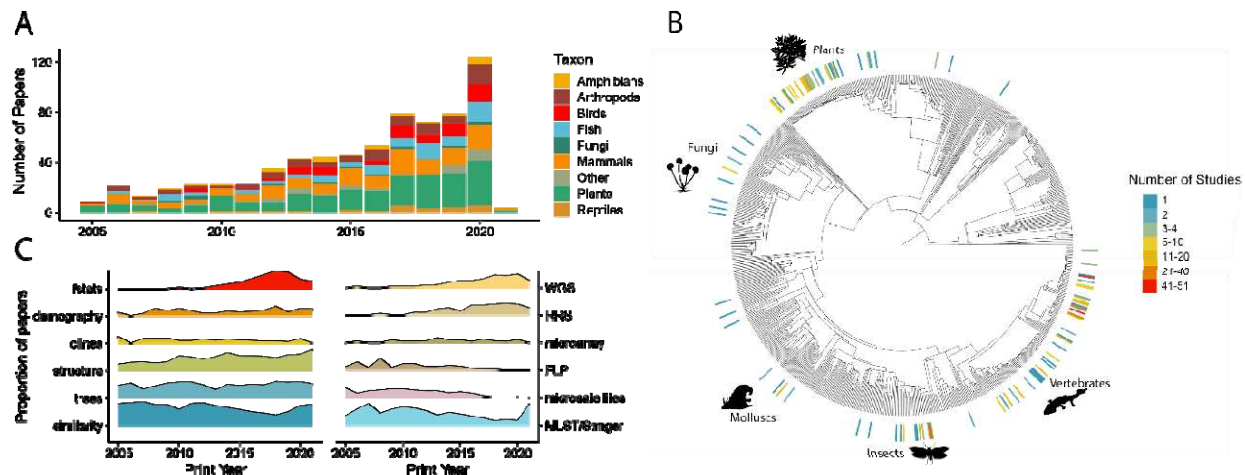 A
Number of Papers
120
80
40
0
2005
2010
2015
2020
Taxon
Amphibians
Arthropods
Birds
Fish
Fungi
Mammals
Other
Plants
Reptiles
B
Plants
Fungi
Molluscs
Insects
Vertebrates
Number of Studies
1
2
3-4
5-10
11-20
21-40
41-51
C
Proportion of papers
fstats
demography
clines
structure
trees
similarity
2005
2010
2015
2020
Print Year
WGS
RRS
microarray
FLP
microsatellites
MLST/Sanger
2005
2010
2015
2020
Print Year